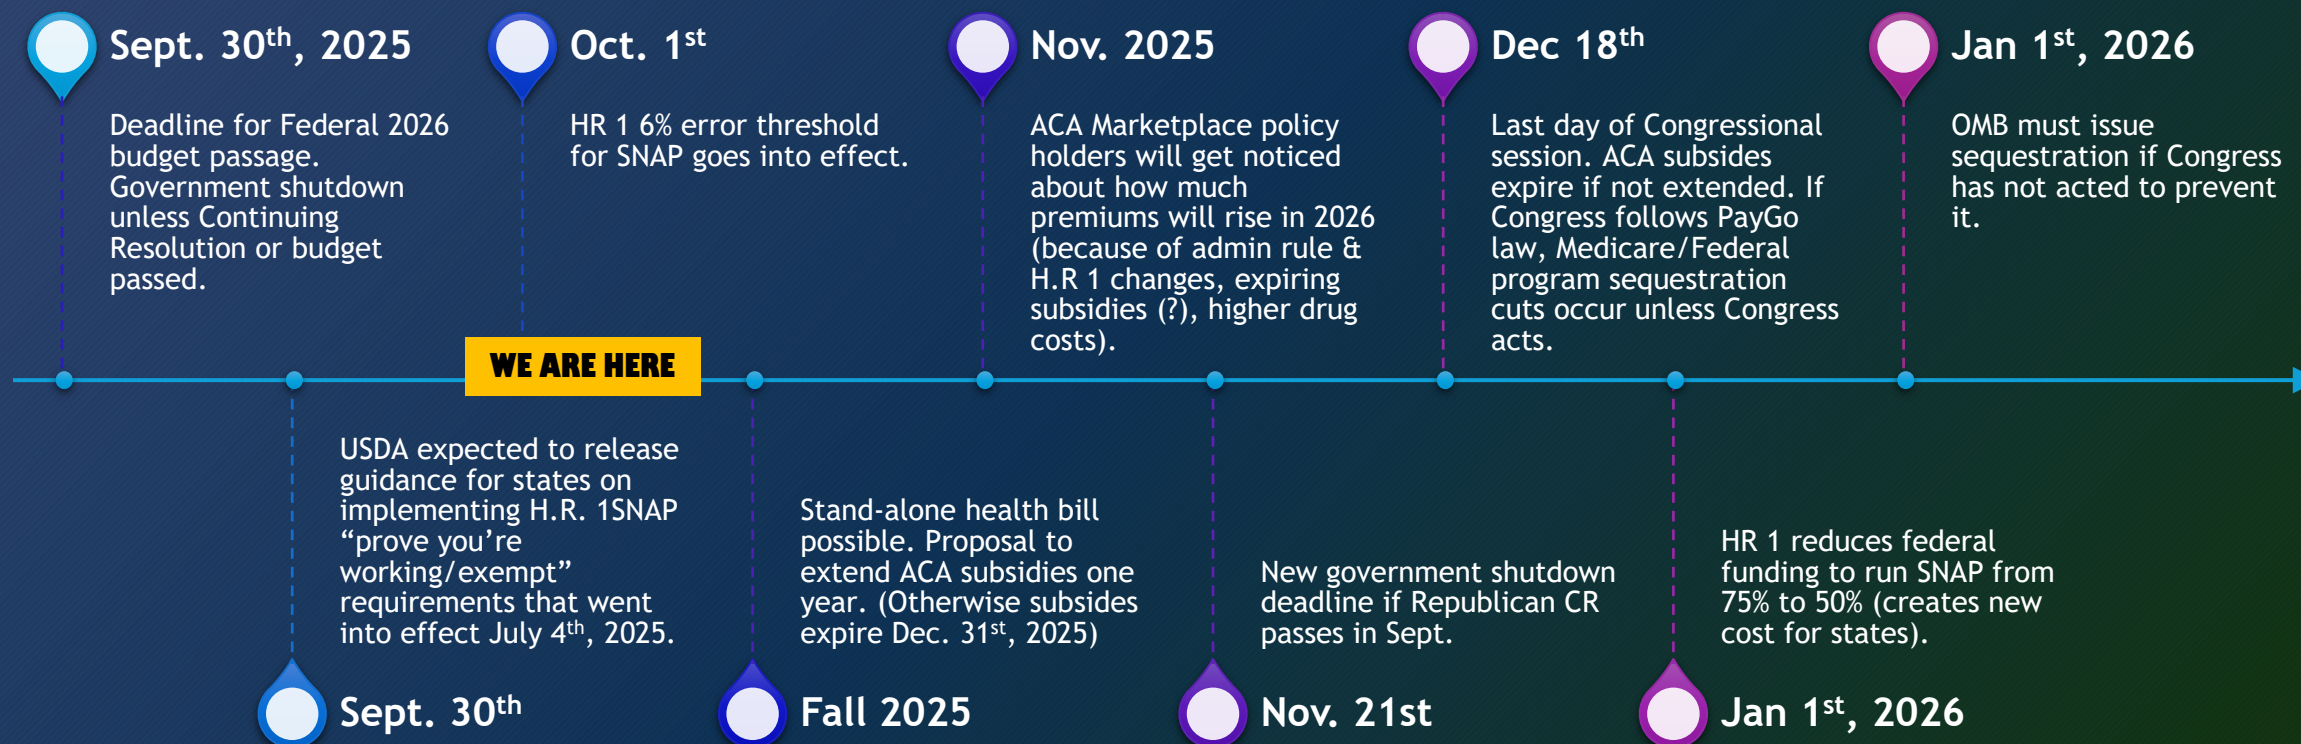 Sept. 30th, 2025
Deadline for Federal 2026
budget passage.
Government shutdown
unless Continuing
Resolution or budget
passed.
Oct. 1st
HR 1 6% error threshold
for SNAP goes into effect.
Nov. 2025
ACA Marketplace policy
holders will get noticed
about how much
premiums will rise in 2026
(because of admin rule &
H.R 1 changes, expiring
subsidies (?), higher drug
costs).
Dec 18th
Last day of Congressional
session. ACA subsides
expire if not extended. If
Congress follows PayGo
law, Medicare/Federal
program sequestration
cuts occur unless Congress
acts.
Jan 1st, 2026
OMB must issue
sequestration if Congress
has not acted to prevent
it.
WE ARE HERE
USDA expected to release
guidance for states on
implementing H.R. 1SNAP
“prove you’re
working/exempt”
requirements that went
into effect July 4th, 2025.
Sept. 30th
Stand-alone health bill
possible. Proposal to
extend ACA subsidies one
year. (Otherwise subsides
expire Dec. 31st, 2025)
Fall 2025
New government shutdown
deadline if Republican CR
passes in Sept.
Nov. 21st
HR 1 reduces federal
funding to run SNAP from
75% to 50% (creates new
cost for states).
Jan 1st, 2026